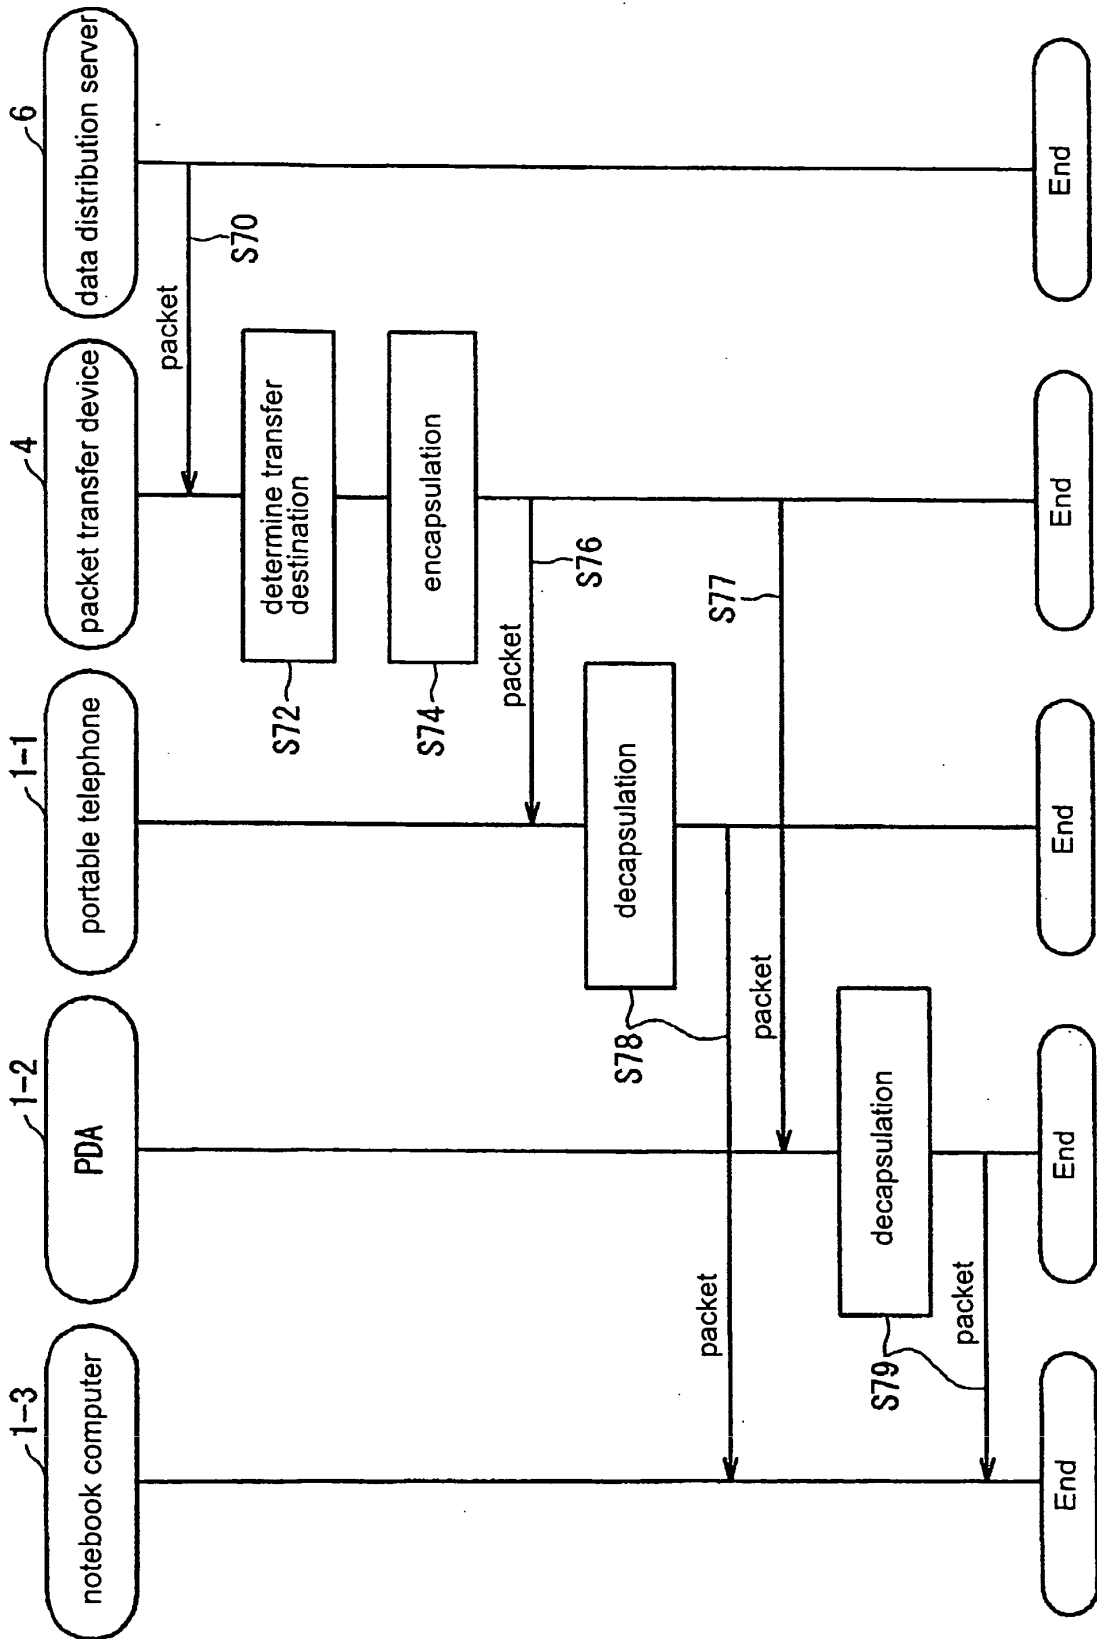 1-3
notebook computer
1-2
PDA
1-1
portable telephone
4
packet transfer device
6
data distribution server
packet
S70
S72
determine transfer
destination
S74
encapsulation
packet
S76
decapsulation
S78
packet
packet
S77
decapsulation
S79
packet
End
End
End
End
End